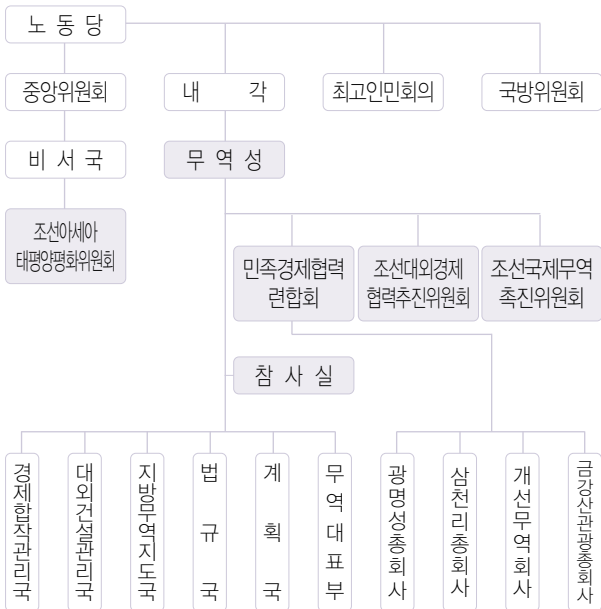 노 동 당
중앙위원회
내 각
최고인민회의
국방위원회
비 서 국
무 역 성
조선아세아
태평양평화위원회
민족경제협력
련합회
조선대외경제
협력추진위원회
조선국제무역
촉진위원회
참 사 실
경제합작관리국
대외건설관리국
지방무역지도국
법 규 국
계 획 국
무역대표부
광명성총회사
삼천리총회사
개선무역회사
금강산관광총회사